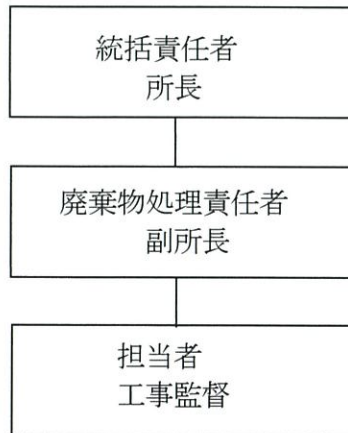 統括責任者
所長
廃棄物処理責任者
副所長
担当者
工事監督